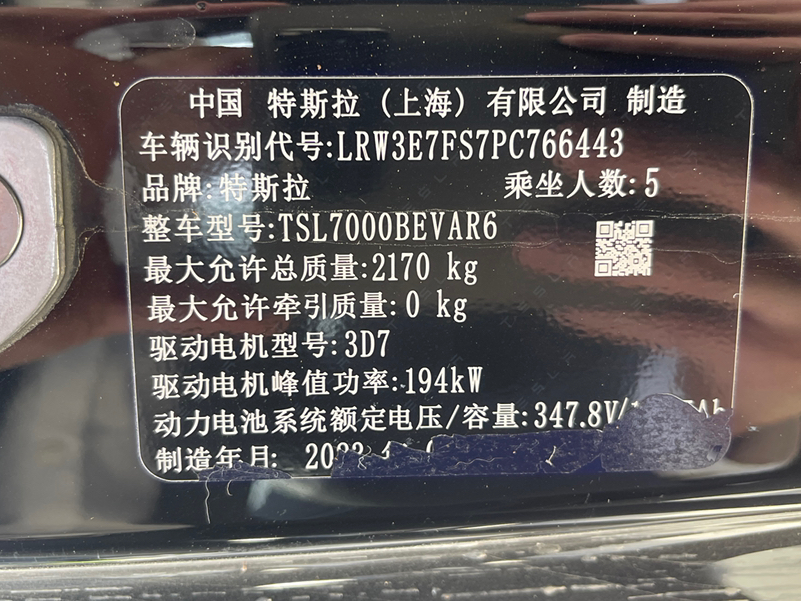 中国 特斯拉 (上海) 有限公司 制造
车辆识别代号:LRW3E7FS7PC766443
品牌:特斯拉 乘坐人数:5
整车型号:TSL7000BEVAR6
最大允许总质量:2170 kg
最大允许牵引质量:0 kg
驱动电机型号:3D7
驱动电机峰值功率:194kW
动力电池系统额定电压/容量:347.8V/
制造年月: